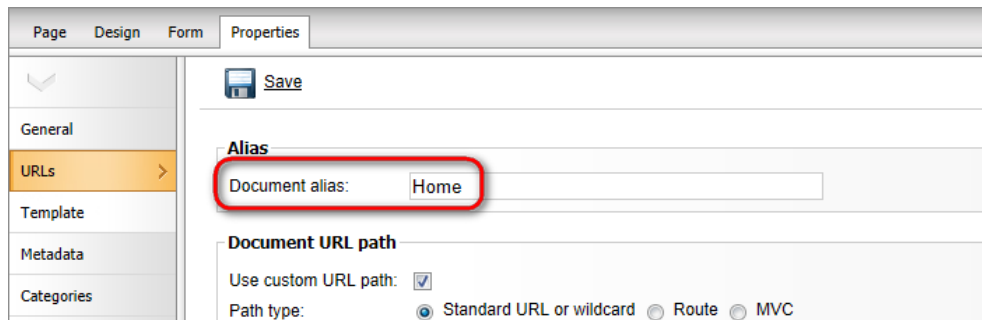 Page Design Form Properties
Save
General
Alias
URLs
Document alias: Home
Template
Document URL path
Metadata
Use custom URL path:
Categories
Path type: Standard URL or wildcard Route MVC